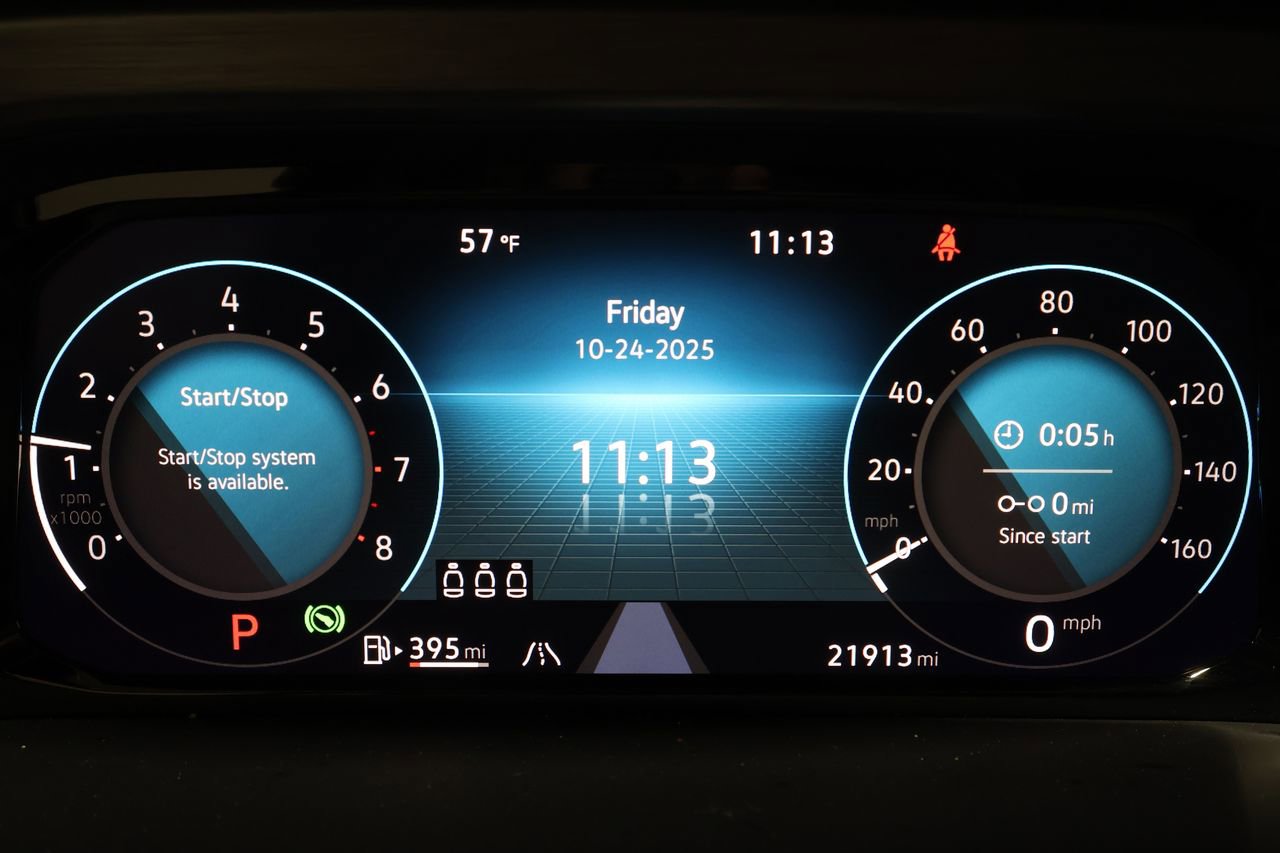 57 °F
11:13
Friday
10-24-2025
11:13
0
1
2
3
4
5
6
7
8
rpm
x1000
Start/Stop
Start/Stop system
is available.
P
395 mi
0
20
40
60
80
100
120
140
160
mph
0:05 h
0 mi
Since start
21913 mi
0 mph